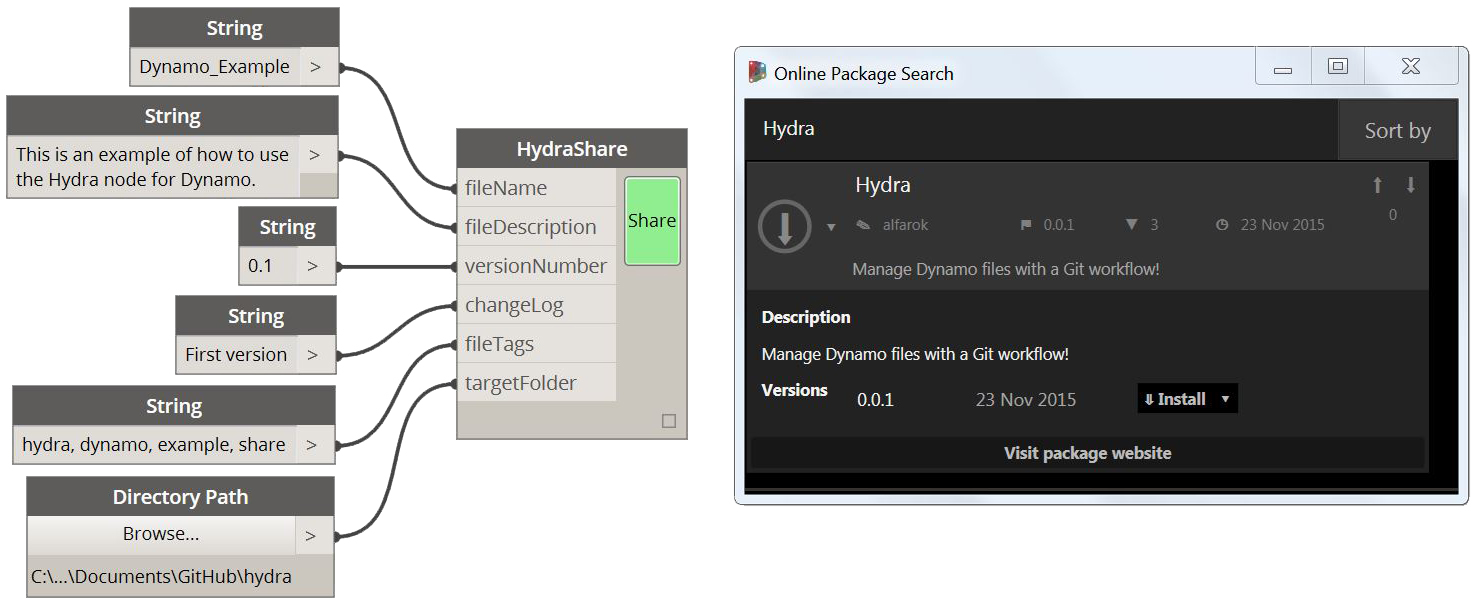 String
Dynamo_Example >
String
This is an example of how to use >
the Hydra node for Dynamo.
String
0.1 >
String
First version >
String
hydra, dynamo, example, share >
Directory Path
Browse... >
C:\...\Documents\GitHub\hydra
HydraShare
fileName
fileDescription
versionNumber
changeLog
fileTags
targetFolder
Share
Online Package Search
Hydra
Sort by
Hydra
alfarok 0.0.1 3 23 Nov 2015 0
Manage Dynamo files with a Git workflow!
Description
Manage Dynamo files with a Git workflow!
Versions 0.0.1 23 Nov 2015 Install
Visit package website